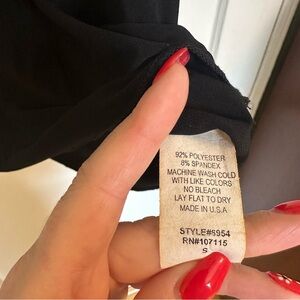 92% POLYESTER
8% SPANDEX
MACHINE WASH COLD
WITH LIKE COLORS
NO BLEACH
LAY FLAT TO DRY
MADE IN U.S.A
STYLE#6954
RN#107115
S